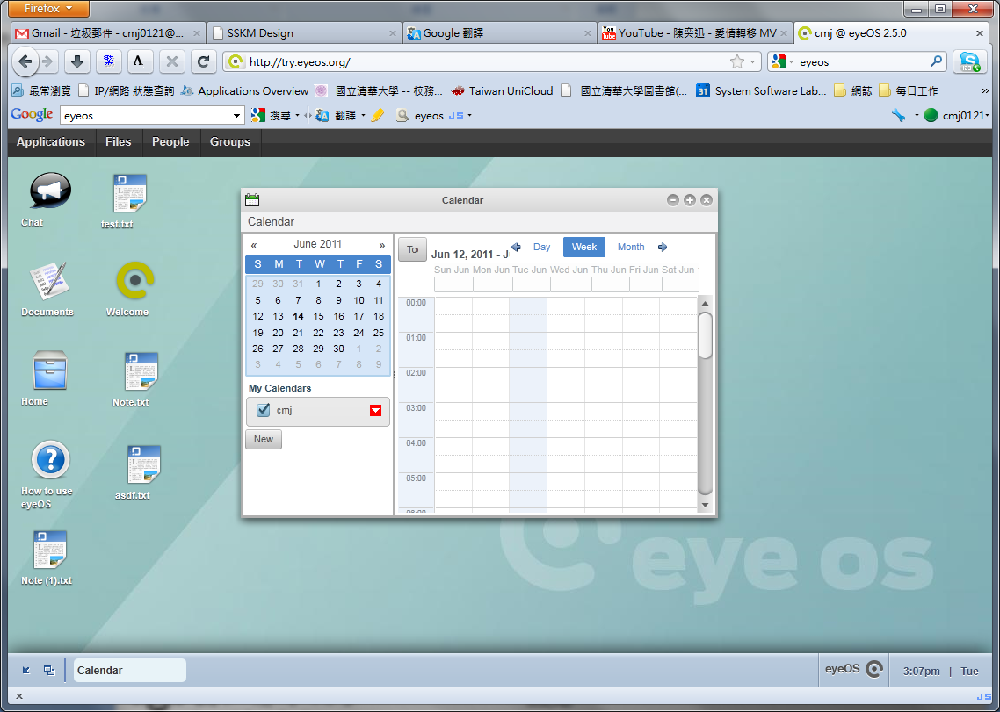 Firefox
Gmail - 垃圾郵件 - cmj0121@...
SSKM Design
Google 翻譯
YouTube - 陳奕迅 - 愛情轉移 MV
cmj @ eyeOS 2.5.0
繁
A
http://try.eyeos.org/
eyeos
最常瀏覽
IP/網路 狀態查詢
Applications Overview
國立清華大學 -- 校務...
Taiwan UniCloud
國立清華大學圖書館(...
31
System Software Lab...
網誌
每日工作
»
Google
eyeos
搜尋
翻譯
eyeos
JS
cmj0121
Applications
Files
People
Groups
Chat
test.txt
Documents
Welcome
Home
Note.txt
How to use
eyeOS
asdf.txt
Note (1).txt
Calendar
Calendar
« June 2011 »
S M T W T F S
29 30 31 1 2 3 4
5 6 7 8 9 10 11
12 13 14 15 16 17 18
19 20 21 22 23 24 25
26 27 28 29 30 1 2
3 4 5 6 7 8 9
My Calendars
cmj
New
To
Jun 12, 2011 - J
Day
Week
Month
Sun Jun Mon Jun Tue Jun Wed Jun Thu Jun Fri Jun Sat Jun
00:00
01:00
02:00
03:00
04:00
05:00
06:00
eye os
Calendar
eyeOS
3:07pm | Tue
x
JS